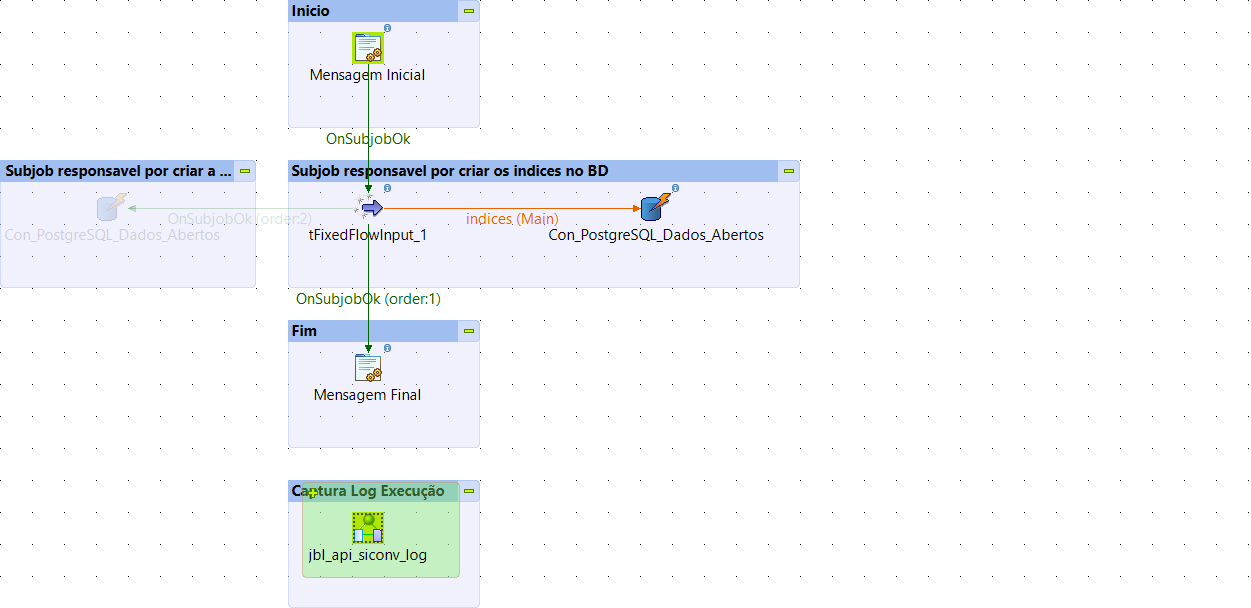 Inicio
Mensagem Inicial
OnSubjobOk
Subjob responsavel por criar a ...
Subjob responsavel por criar os indices no BD
OnSubjobOk (order:2)
indices (Main)
Con_PostgreSQL_Dados_Abertos
tFixedFlowInput_1
Con_PostgreSQL_Dados_Abertos
OnSubjobOk (order:1)
Fim
Mensagem Final
Captura Log Execução
jbl_api_siconv_log